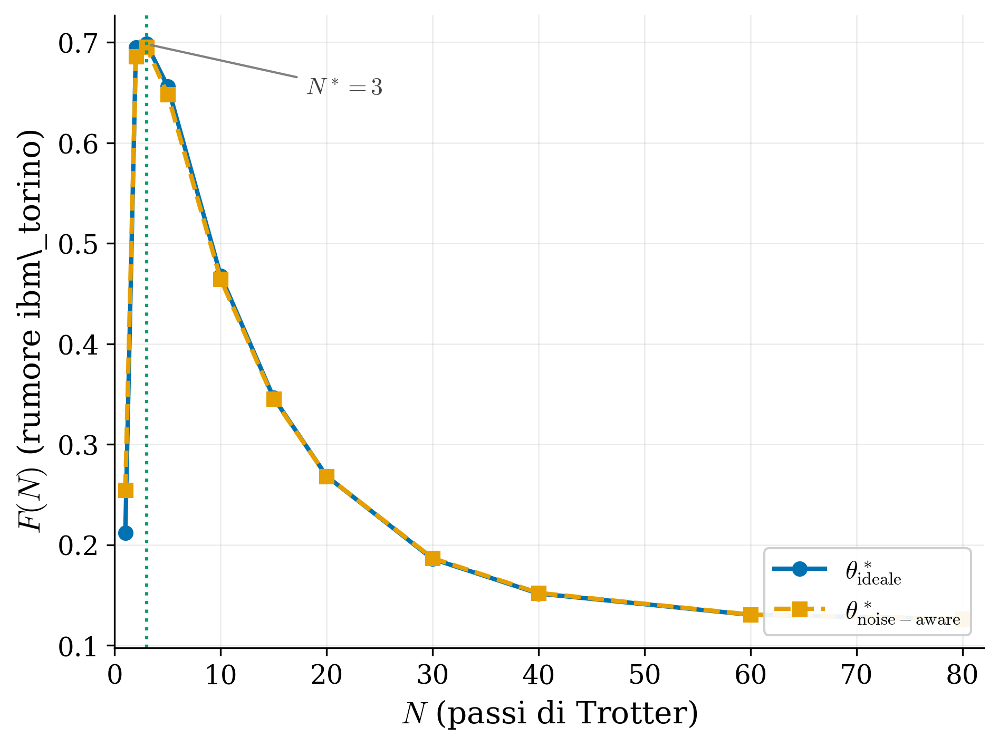 0.7
0.6
0.5
0.4
0.3
0.2
0.1
F(N) (rumore ibm\_torino)
N* = 3
θ*ideale
θ*noise−aware
0 10 20 30 40 50 60 70 80
N (passi di Trotter)